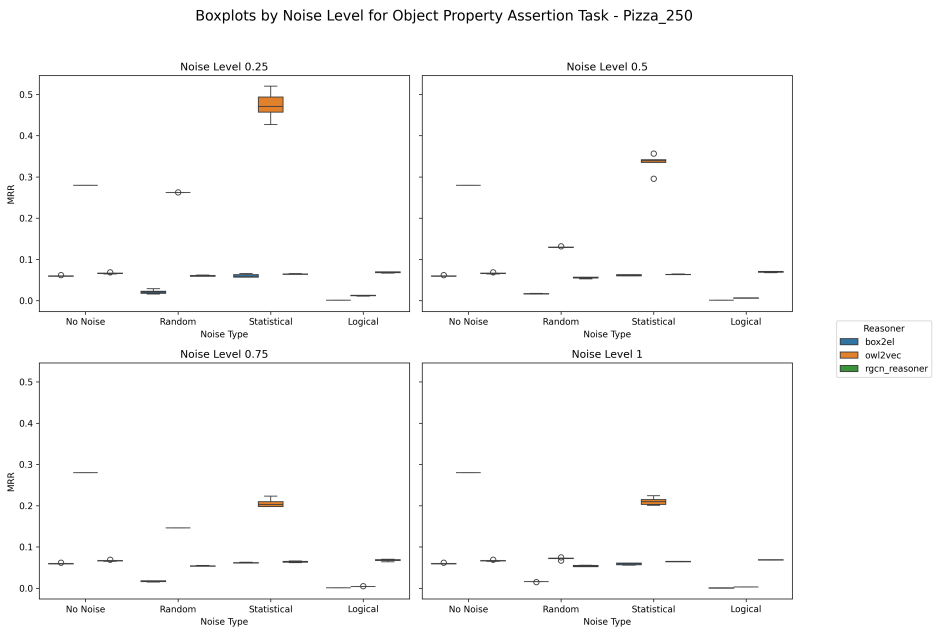 Boxplots by Noise Level for Object Property Assertion Task - Pizza_250
Noise Level 0.25
0.5
0.4
0.3
0.2
0.1
0.0
MRR
No Noise Random Statistical Logical
Noise Type
Noise Level 0.5
No Noise Random Statistical Logical
Noise Type
Reasoner
box2el
owl2vec
rgcn_reasoner
Noise Level 0.75
0.5
0.4
0.3
0.2
0.1
0.0
MRR
No Noise Random Statistical Logical
Noise Type
Noise Level 1
No Noise Random Statistical Logical
Noise Type